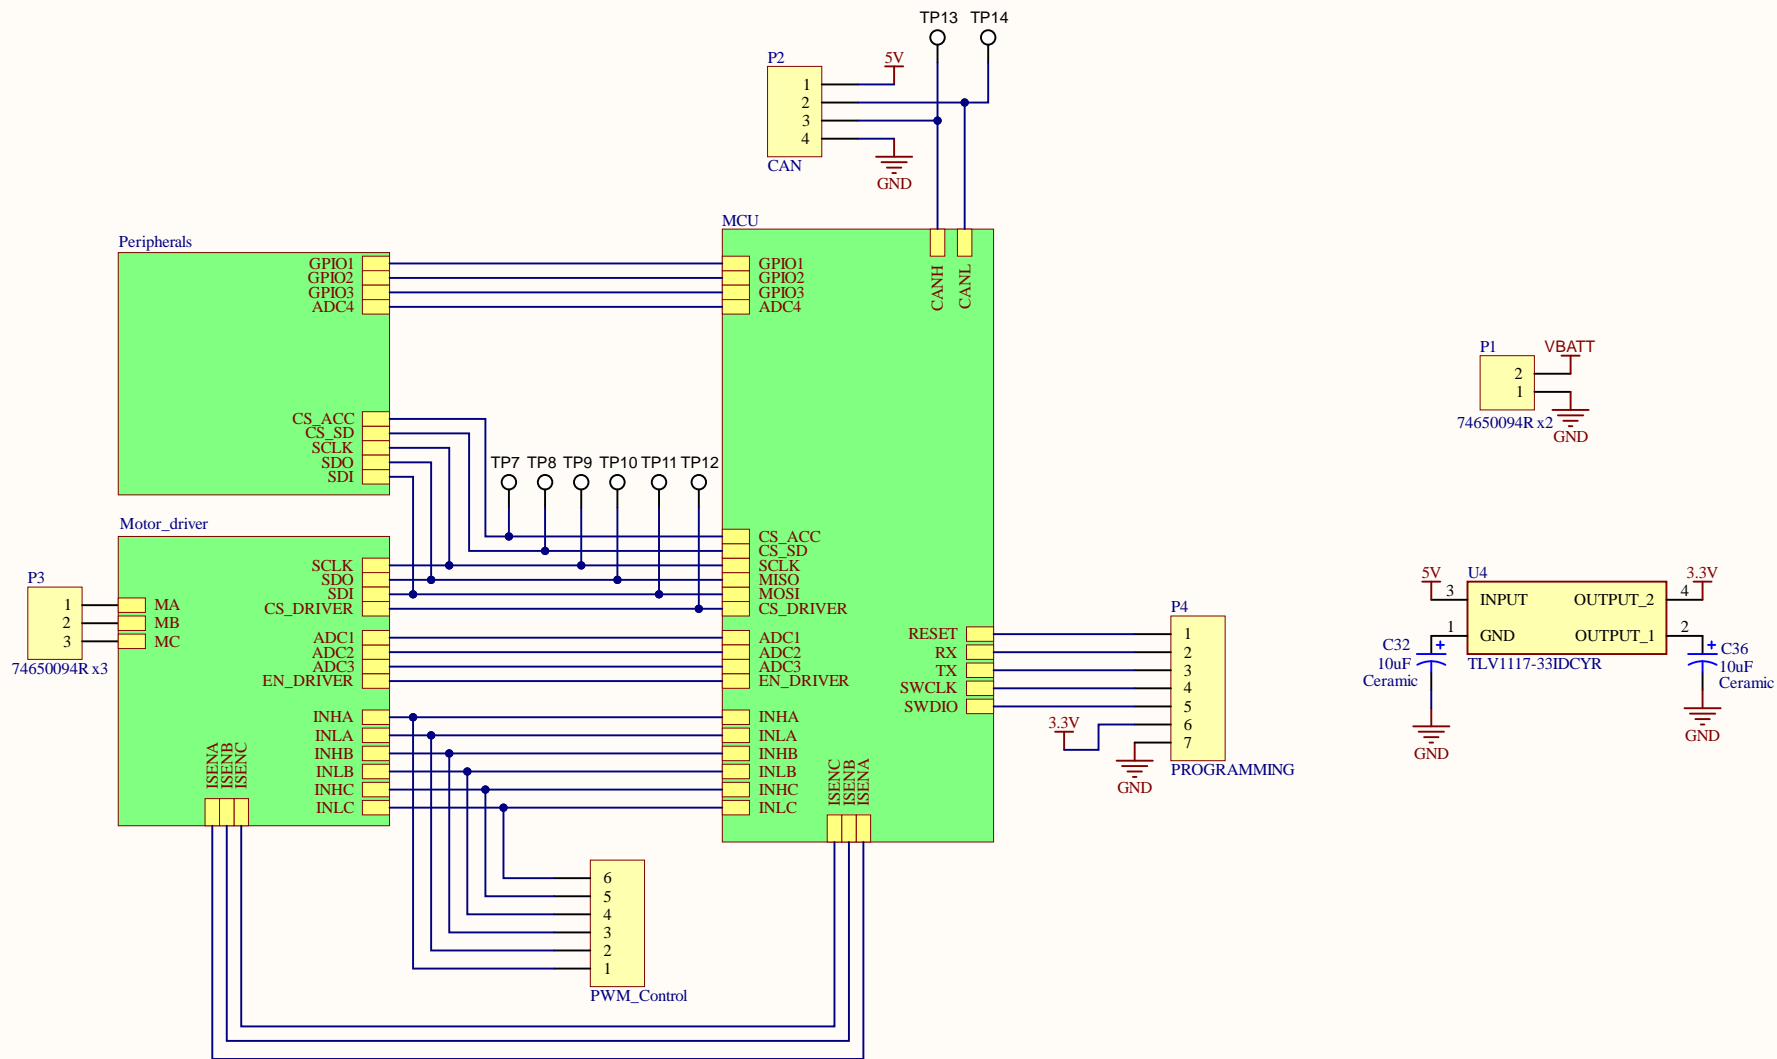 TP13 TP14
P2
5V
1
2
3
4
CAN
GND
MCU
CANH
CANL
GPIO1
GPIO2
GPIO3
ADC4
CS_ACC
CS_SD
SCLK
MISO
MOSI
CS_DRIVER
ADC1
ADC2
ADC3
EN_DRIVER
INHA
INLA
INHB
INLB
INHC
INLC
ISENC
ISENB
ISENA
RESET
RX
TX
SWCLK
SWDIO
Peripherals
GPIO1
GPIO2
GPIO3
ADC4
CS_ACC
CS_SD
SCLK
SDO
SDI
TP7 TP8 TP9 TP10 TP11 TP12
Motor_driver
SCLK
SDO
SDI
CS_DRIVER
ADC1
ADC2
ADC3
EN_DRIVER
INHA
INLA
INHB
INLB
INHC
INLC
MA
MB
MC
ISENA
ISENB
ISENC
P3
1
2
3
74650094R x3
6
5
4
3
2
1
PWM_Control
P4
1
2
3
4
5
6
7
PROGRAMMING
3.3V
GND
P1
VBATT
2
1
74650094R x2
GND
U4
5V
3.3V
3 INPUT OUTPUT_2 4
1 GND OUTPUT_1 2
TLV1117-33IDCYR
C32
10uF
Ceramic
GND
C36
10uF
Ceramic
GND